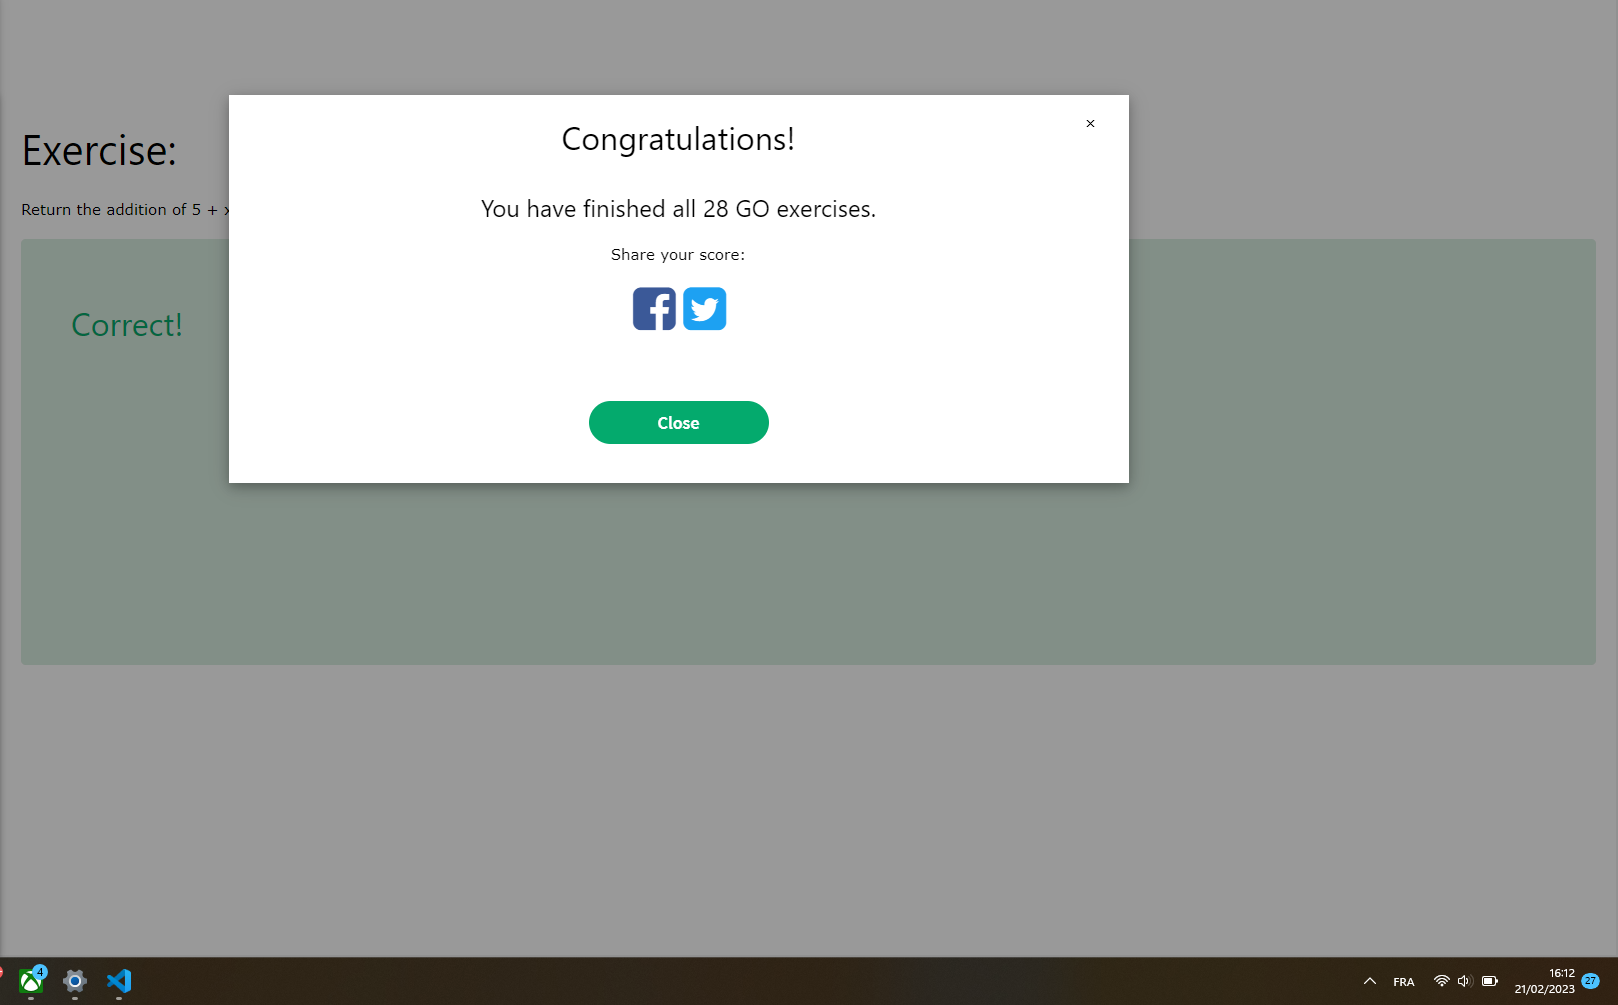 Congratulations!
×
Exercise:
You have finished all 28 GO exercises.
Return the addition of 5 +
Share your score:
Correct!
Close
4
FRA
16:12
21/02/2023
27